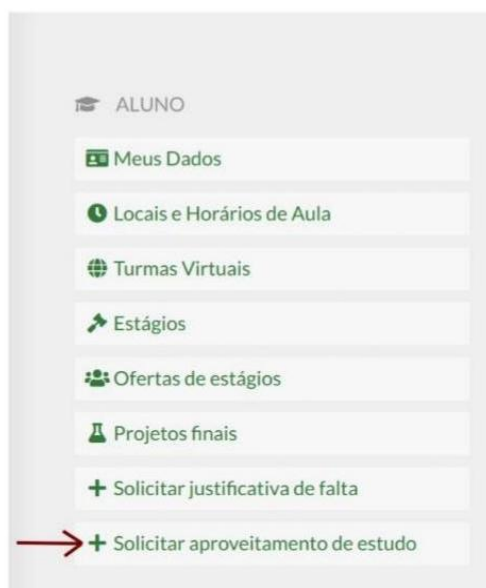 ALUNO
Meus Dados
Locais e Horários de Aula
Turmas Virtuais
Estágios
Ofertas de estágios
Projetos finais
Solicitar justificativa de falta
Solicitar aproveitamento de estudo